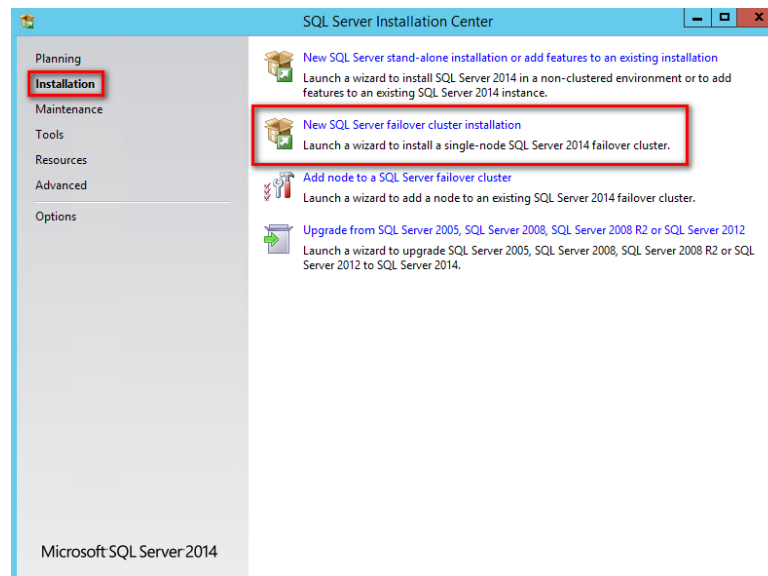 SQL Server Installation Center
Planning
Installation
Maintenance
Tools
Resources
Advanced
Options
New SQL Server stand-alone installation or add features to an existing installation
Launch a wizard to install SQL Server 2014 in a non-clustered environment or to add
features to an existing SQL Server 2014 instance.
New SQL Server failover cluster installation
Launch a wizard to install a single-node SQL Server 2014 failover cluster.
Add node to a SQL Server failover cluster
Launch a wizard to add a node to an existing SQL Server 2014 failover cluster.
Upgrade from SQL Server 2005, SQL Server 2008, SQL Server 2008 R2 or SQL Server 2012
Launch a wizard to upgrade SQL Server 2005, SQL Server 2008, SQL Server 2008 R2 or SQL
Server 2012 to SQL Server 2014.
Microsoft SQL Server 2014